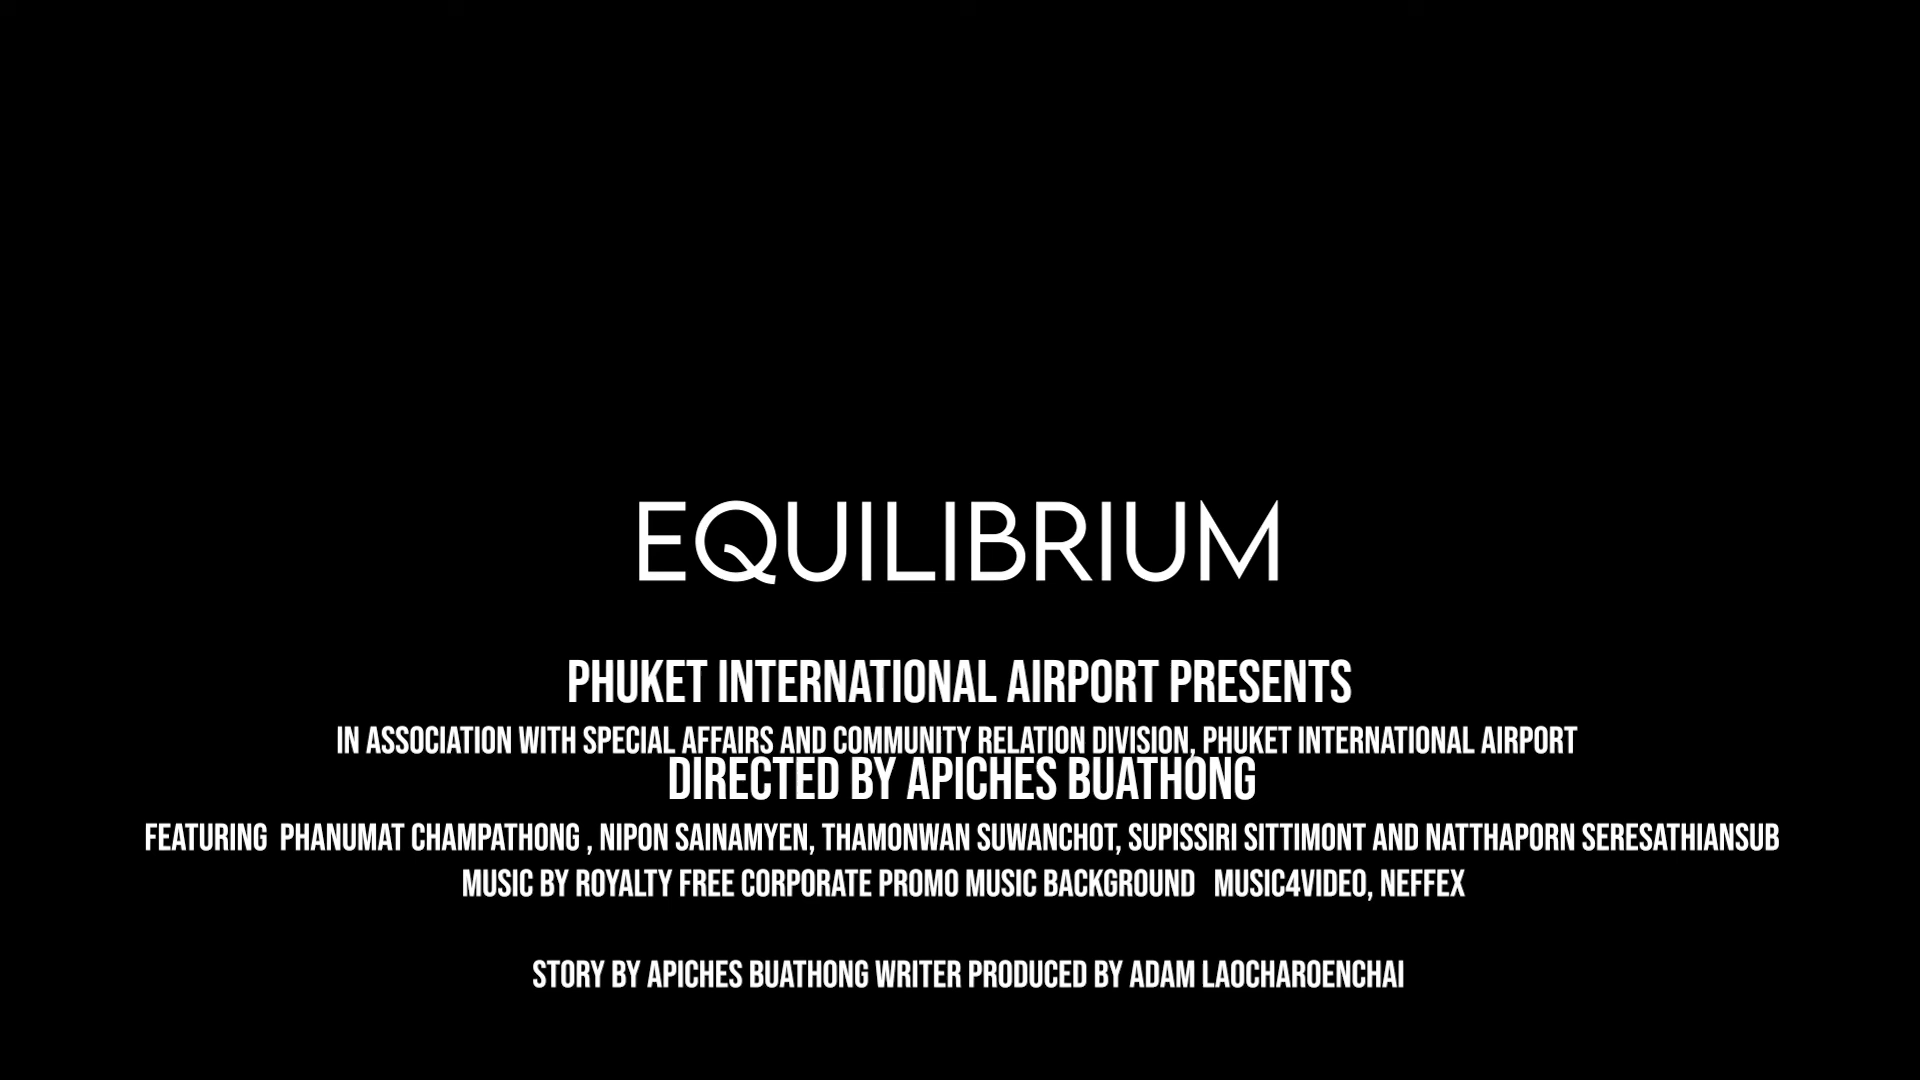 EQUILIBRIUM
PHUKET INTERNATIONAL AIRPORT PRESENTS
IN ASSOCIATION WITH SPECIAL AFFAIRS AND COMMUNITY RELATION DIVISION, PHUKET INTERNATIONAL AIRPORT
DIRECTED BY APICHES BUATHONG
FEATURING  PHANUMAT CHAMPATHONG , NIPON SAINAMYEN, THAMONWAN SUWANCHOT, SUPISSIRI SITTIMONT AND NATTHAPORN SERESATHIANSUB
MUSIC BY ROYALTY FREE CORPORATE PROMO MUSIC BACKGROUND   MUSIC4VIDEO, NEFFEX
STORY BY APICHES BUATHONG WRITER PRODUCED BY ADAM LAOCHAROENCHAI